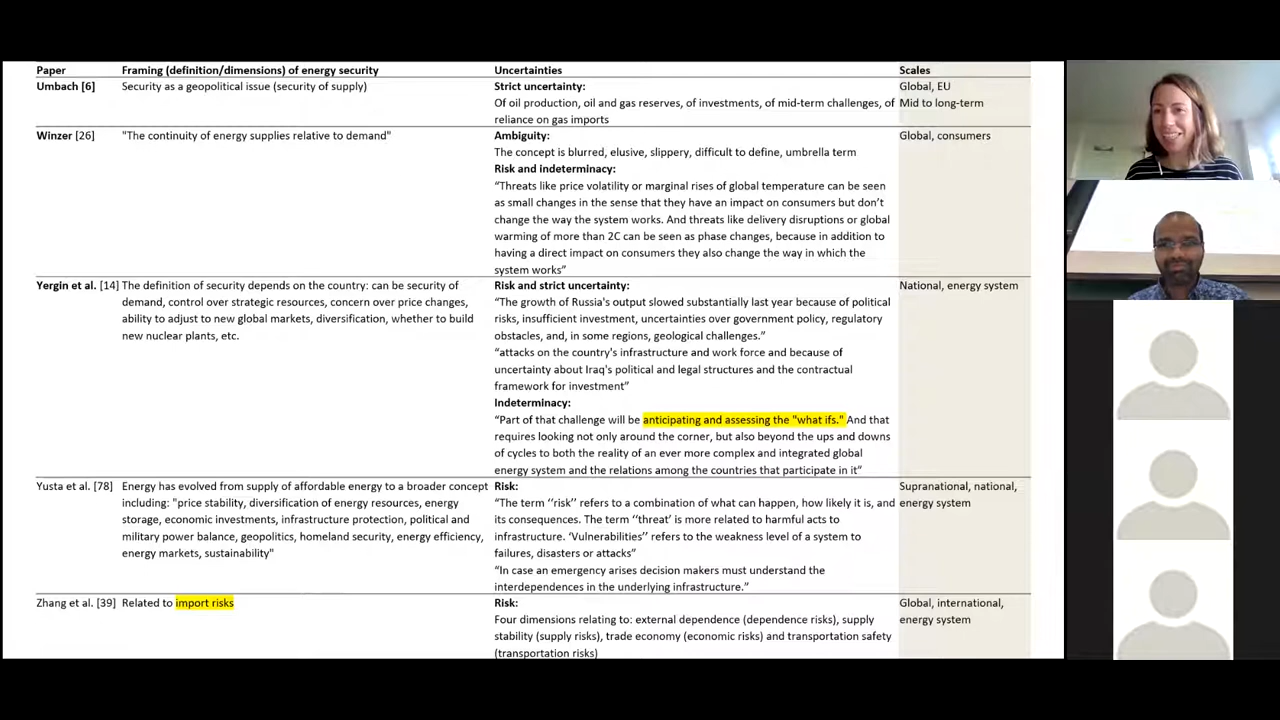 Paper Framing (definition/dimensions) of energy security Uncertainties Scales
Umbach [6] Security as a geopolitical issue (security of supply) Strict uncertainty: Global, EU
Of oil production, oil and gas reserves, of investments, of mid-term challenges, of Mid to long-term
reliance on gas imports
Winzer [26] "The continuity of energy supplies relative to demand" Ambiguity: Global, consumers
The concept is blurred, elusive, slippery, difficult to define, umbrella term
Risk and indeterminacy:
“Threats like price volatility or marginal rises of global temperature can be seen
as small changes in the sense that they have an impact on consumers but don’t
change the way the system works. And threats like delivery disruptions or global
warming of more than 2C can be seen as phase changes, because in addition to
having a direct impact on consumers they also change the way in which the
system works”
Yergin et al. [14] The definition of security depends on the country: can be security of Risk and strict uncertainty: National, energy system
demand, control over strategic resources, concern over price changes, “The growth of Russia's output slowed substantially last year because of political
ability to adjust to new global markets, diversification, whether to build risks, insufficient investment, uncertainties over government policy, regulatory
new nuclear plants, etc. obstacles, and, in some regions, geological challenges.”
“attacks on the country's infrastructure and work force and because of
uncertainty about Iraq's political and legal structures and the contractual
framework for investment”
Indeterminacy:
“Part of that challenge will be anticipating and assessing the "what ifs." And that
requires looking not only around the corner, but also beyond the ups and downs
of cycles to both the reality of an ever more complex and integrated global
energy system and the relations among the countries that participate in it”
Yusta et al. [78] Energy has evolved from supply of affordable energy to a broader concept Risk: Supranational, national,
including: "price stability, diversification of energy resources, energy “The term ‘‘risk’’ refers to a combination of what can happen, how likely it is, and energy system
storage, economic investments, infrastructure protection, political and its consequences. The term ‘‘threat’ is more related to harmful acts to
military power balance, geopolitics, homeland security, energy efficiency, infrastructure. ‘Vulnerabilities’’ refers to the weakness level of a system to
energy markets, sustainability" failures, disasters or attacks”
“In case an emergency arises decision makers must understand the
interdependences in the underlying infrastructure.”
Zhang et al. [39] Related to import risks Risk: Global, international,
Four dimensions relating to: external dependence (dependence risks), supply energy system
stability (supply risks), trade economy (economic risks) and transportation safety
(transportation risks)